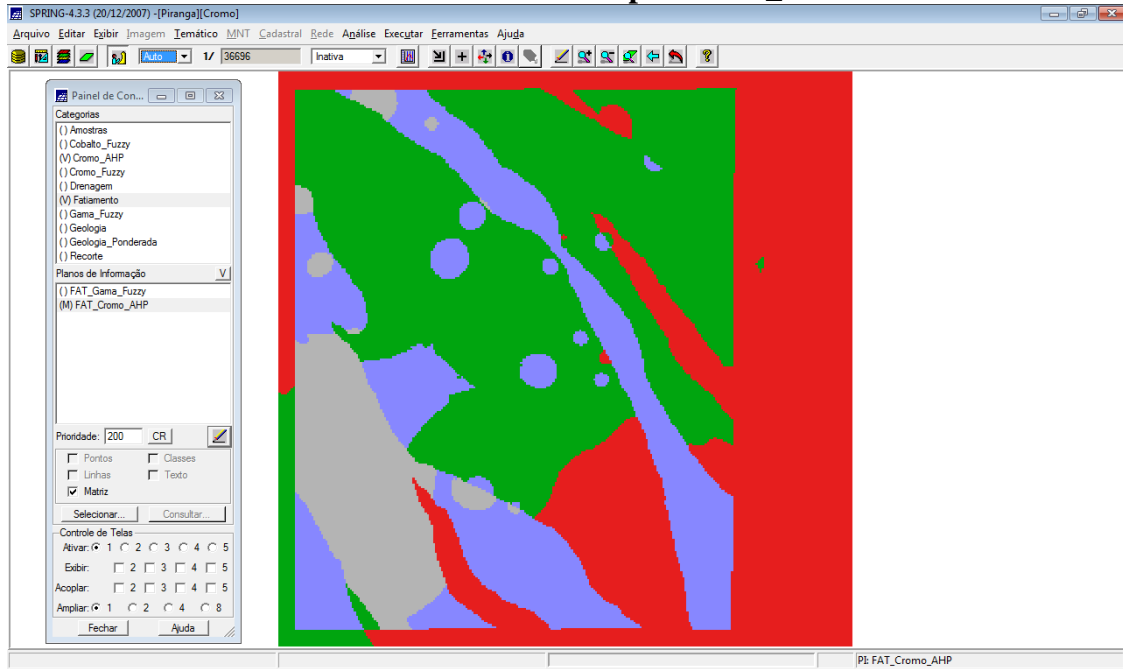 SPRING-4.3.3 (20/12/2007) -[Piranga][Cromo]
Arquivo Editar Exibir Imagem Temático MNT Cadastral Rede Análise Executar Ferramentas Ajuda
Auto 1/ 36696 Inativa
Painel de Con...
Categorias
( ) Amostras
( ) Cobalto_Fuzzy
(V) Cromo_AHP
( ) Cromo_Fuzzy
( ) Drenagem
(V) Fatiamento
( ) Gama_Fuzzy
( ) Geologia
( ) Geologia_Ponderada
( ) Recorte
Planos de Informação V
( ) FAT_Gama_Fuzzy
(M) FAT_Cromo_AHP
Prioridade: 200 CR
Pontos Classes
Linhas Texto
Matriz
Selecionar... Consultar...
Controle de Telas
Ativar: 1 2 3 4 5
Exibir: 2 3 4 5
Acoplar: 2 3 4 5
Ampliar: 1 2 4 8
Fechar Ajuda
PI: FAT_Cromo_AHP